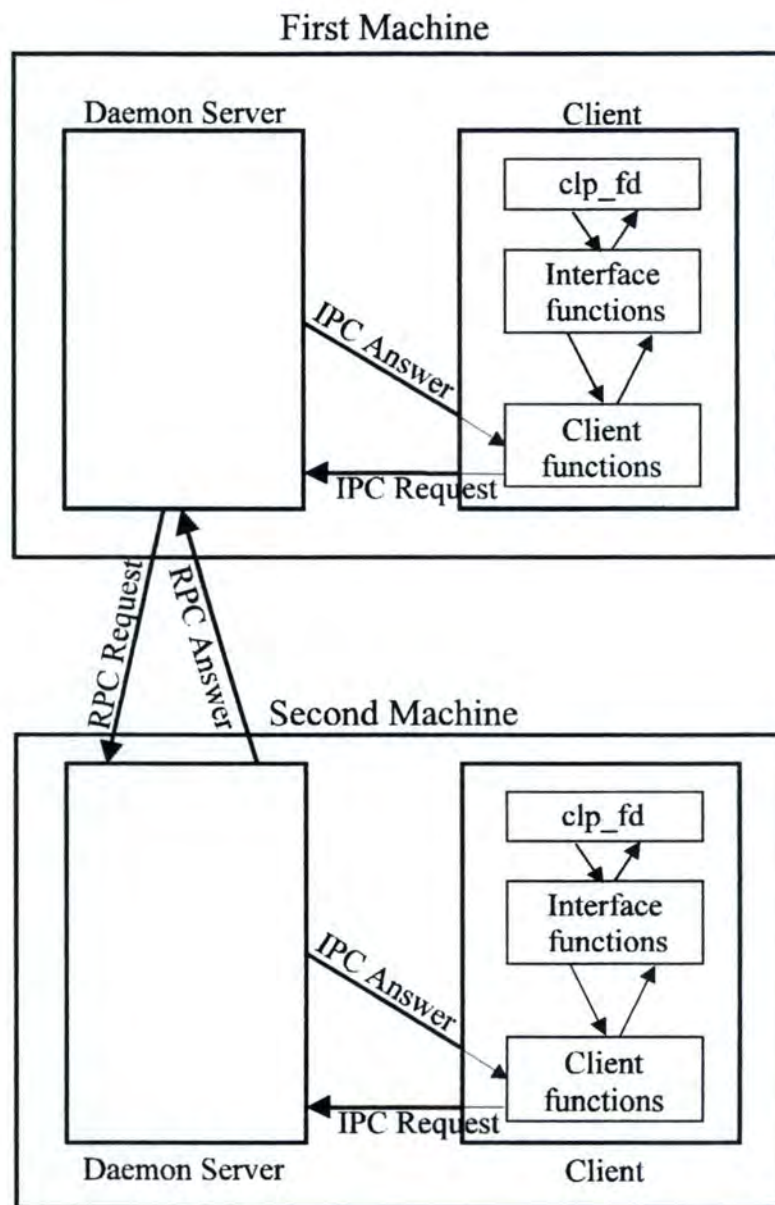 First Machine
Daemon Server
Client
clp_fd
Interface
functions
IPC Answer
Client
functions
IPC Request
RPC Request
RPC Answer
Second Machine
clp_fd
Interface
functions
IPC Answer
Client
functions
IPC Request
Daemon Server
Client